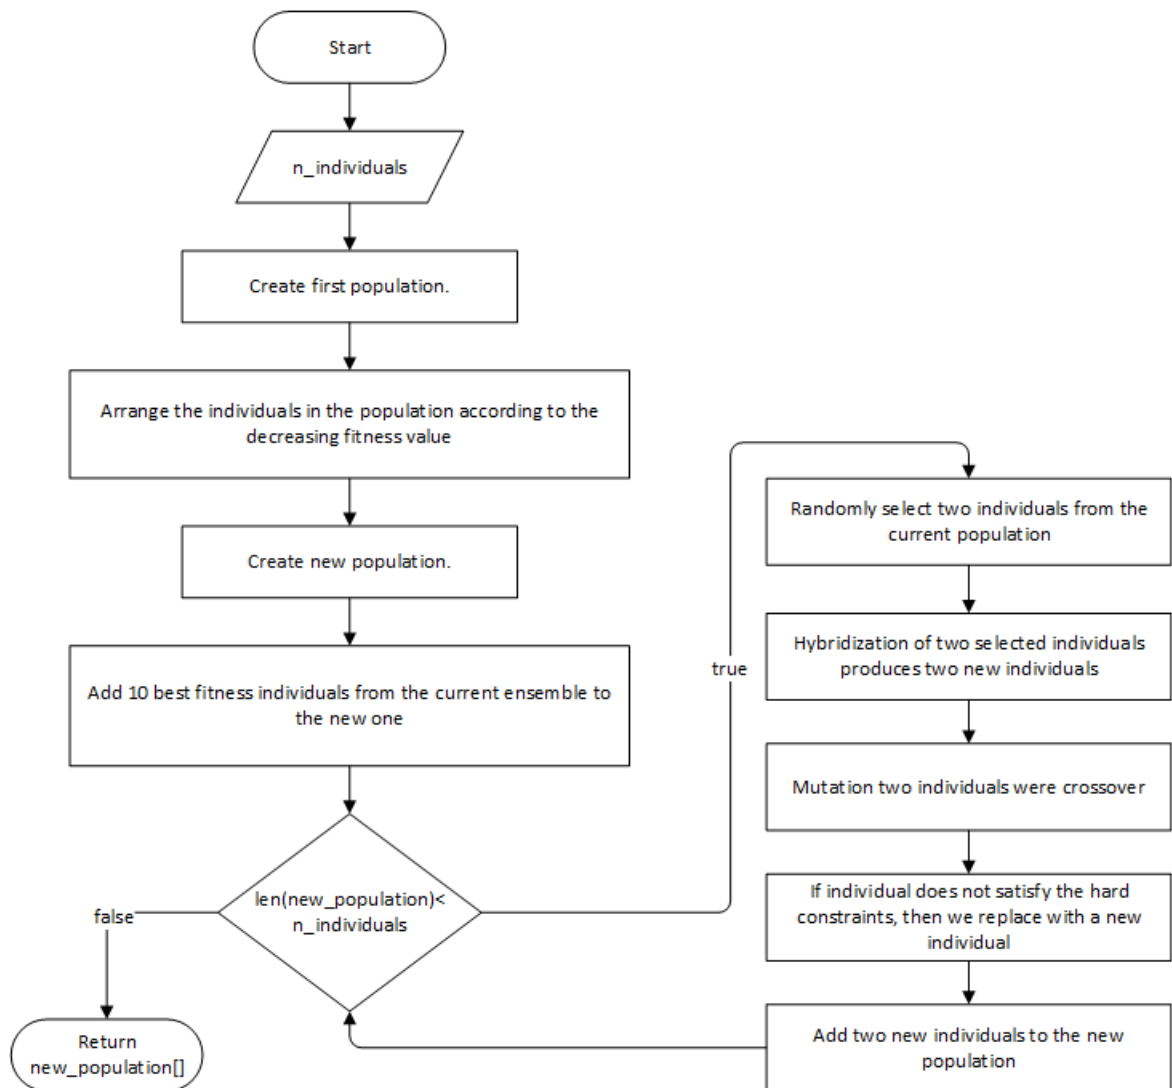 Start
n_individuals
Create first population.
Arrange the individuals in the population according to the
decreasing fitness value
Create new population.
Add 10 best fitness individuals from the current ensemble to
the new one
len(new_population)<
n_individuals
false
Return
new_population[]
true
Randomly select two individuals from the
current population
Hybridization of two selected individuals
produces two new individuals
Mutation two individuals were crossover
If individual does not satisfy the hard
constraints, then we replace with a new
individual
Add two new individuals to the new
population